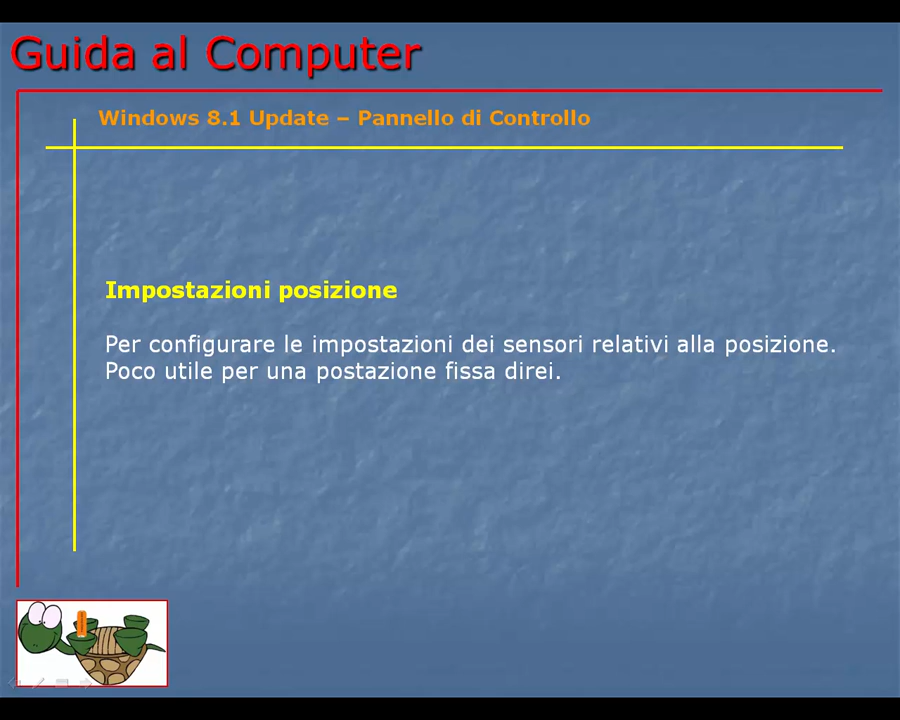 Guida al Computer
Windows 8.1 Update – Pannello di Controllo
Impostazioni posizione
Per configurare le impostazioni dei sensori relativi alla posizione.
Poco utile per una postazione fissa direi.